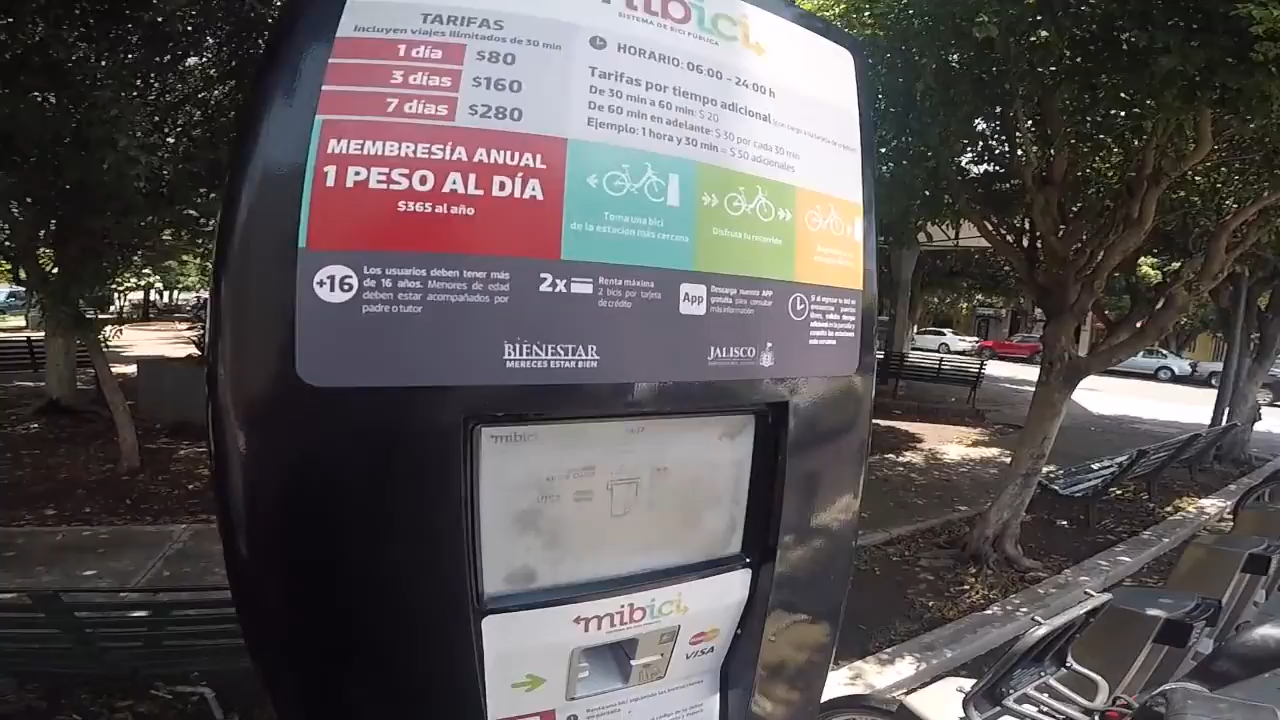 mibici
SISTEMA DE BICI PÚBLICA
TARIFAS
Incluyen viajes ilimitados de 30 min
1 día $80
3 días $160
7 días $280
HORARIO: 06:00 - 24:00 h
Tarifas por tiempo adicional
De 30 min a 60 min: $ 20
De 60 min en adelante: $ 30 por cada 30 min
Ejemplo: 1 hora y 30 min = $ 50 adicionales
MEMBRESÍA ANUAL
1 PESO AL DÍA
$365 al año
Toma una bici
de la estación más cercana
Disfruta tu recorrido
+16
Los usuarios deben tener más
de 16 años. Menores de edad
deben estar acompañados por
padre o tutor
2x
Renta máxima
2 bicis por tarjeta
de crédito
App
Descarga nuestra APP
gratuita para consultar
más información
BIENESTAR
MERECES ESTAR BIEN
JALISCO
mibici
mibici
MasterCard
VISA